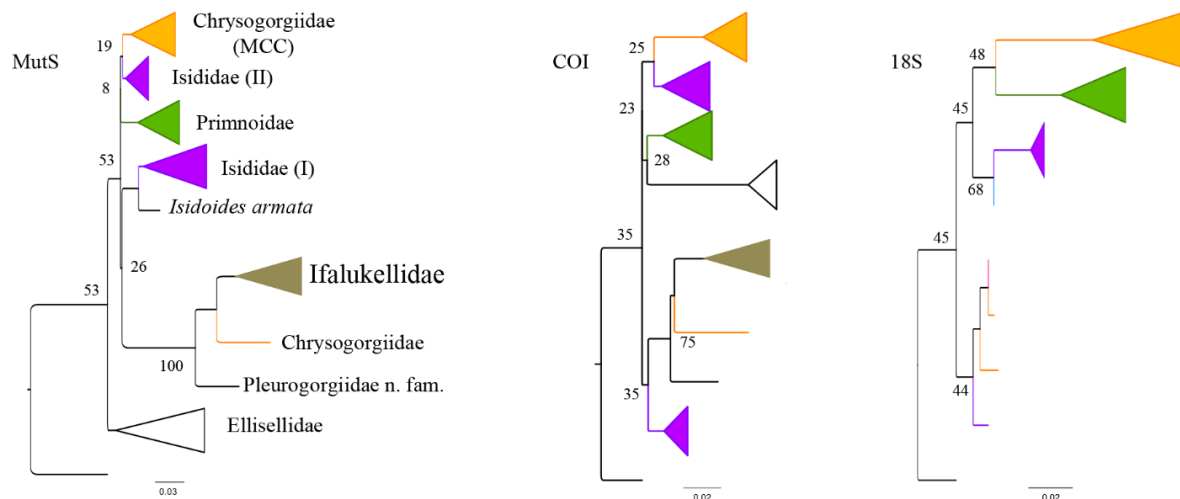 MutS
19
Chrysogorgiidae
(MCC)
8
Isididae (II)
Primnoidae
53
Isididae (I)
Isidoides armata
26
53
Ifalukellidae
Chrysogorgiidae
100
Pleurogorgiidae n. fam.
Ellisellidae
0.03
COI
25
23
28
35
75
35
0.02
18S
48
45
68
45
44
0.02